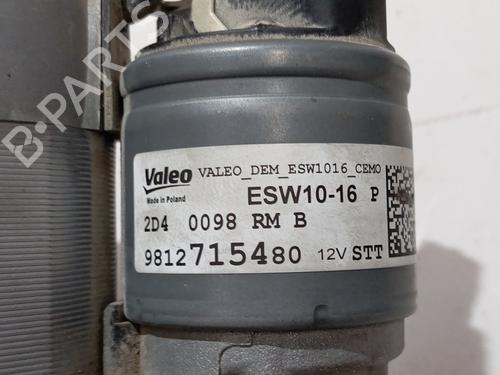 B-PARTS
Valeo VALEO_DEM_ESW1016_CEMO
Made in Poland
ESW10-16 P
2D4 0098 RM B
9812715480 12V STT